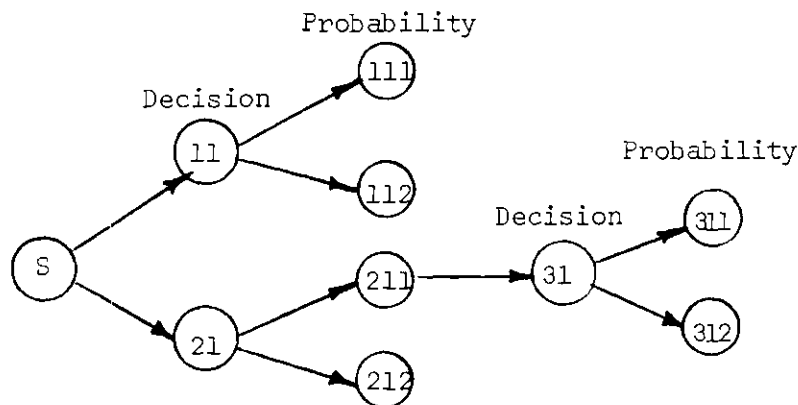 Probability
111
Decision
11
Probability
112
Decision
311
S
211
31
21
312
212